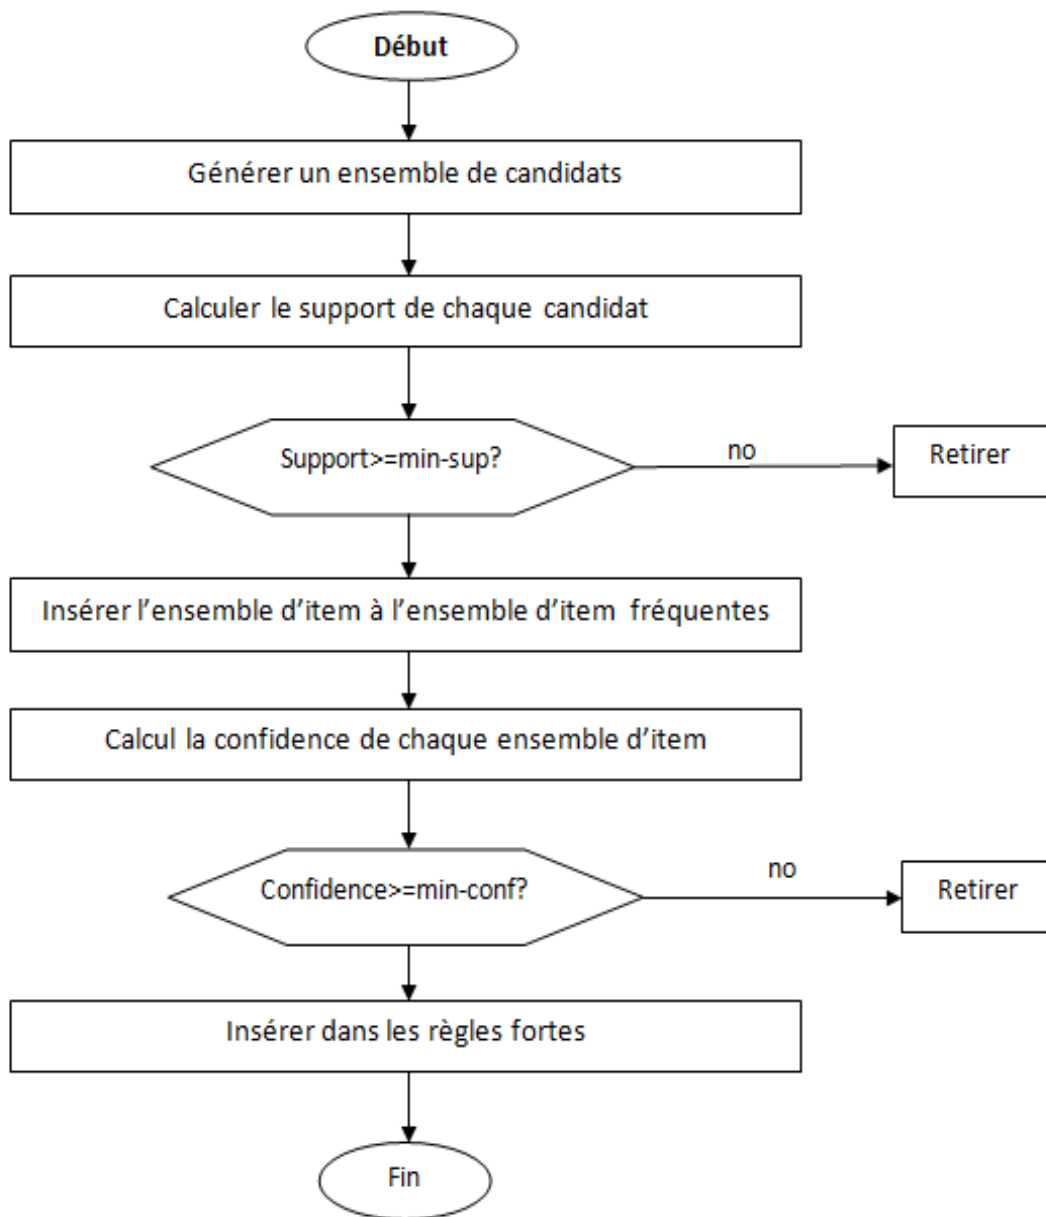 Début
Générer un ensemble de candidats
Calculer le support de chaque candidat
Support>=min-sup?
no
Retirer
Insérer l’ensemble d’item à l’ensemble d’item fréquentes
Calcul la confidence de chaque ensemble d’item
Confidence>=min-conf?
no
Retirer
Insérer dans les règles fortes
Fin